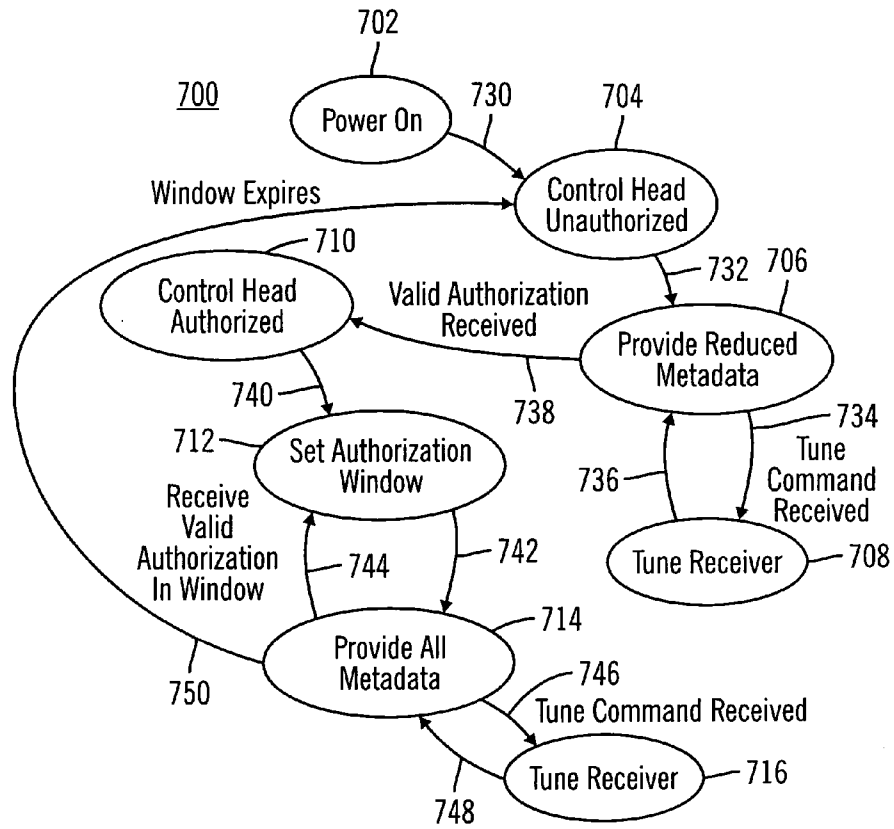 702
700
730
704
Power On
Window Expires
Control Head
Unauthorized
710
732
706
Control Head
Authorized
Valid Authorization
Received
Provide Reduced
Metadata
740
738
734
712
Set Authorization
Window
736
Tune
Command
Received
Receive
Valid
Authorization
In Window
744
742
Tune Receiver
708
714
Provide All
Metadata
750
746
Tune Command Received
Tune Receiver
716
748